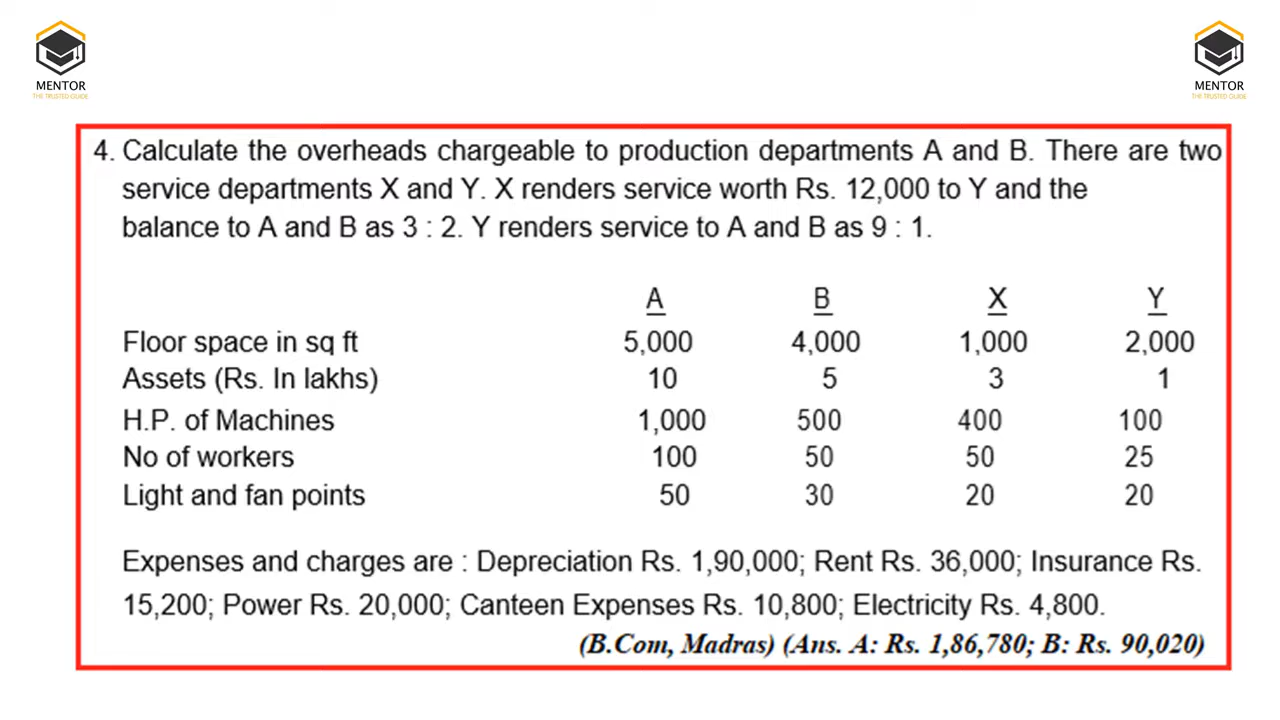 MENTOR
THE TRUSTED GUIDE
MENTOR
THE TRUSTED GUIDE
4. Calculate the overheads chargeable to production departments A and B. There are two
service departments X and Y. X renders service worth Rs. 12,000 to Y and the
balance to A and B as 3 : 2. Y renders service to A and B as 9 : 1.
A B X Y
Floor space in sq ft 5,000 4,000 1,000 2,000
Assets (Rs. In lakhs) 10 5 3 1
H.P. of Machines 1,000 500 400 100
No of workers 100 50 50 25
Light and fan points 50 30 20 20
Expenses and charges are : Depreciation Rs. 1,90,000; Rent Rs. 36,000; Insurance Rs.
15,200; Power Rs. 20,000; Canteen Expenses Rs. 10,800; Electricity Rs. 4,800.
(B.Com, Madras) (Ans. A: Rs. 1,86,780; B: Rs. 90,020)